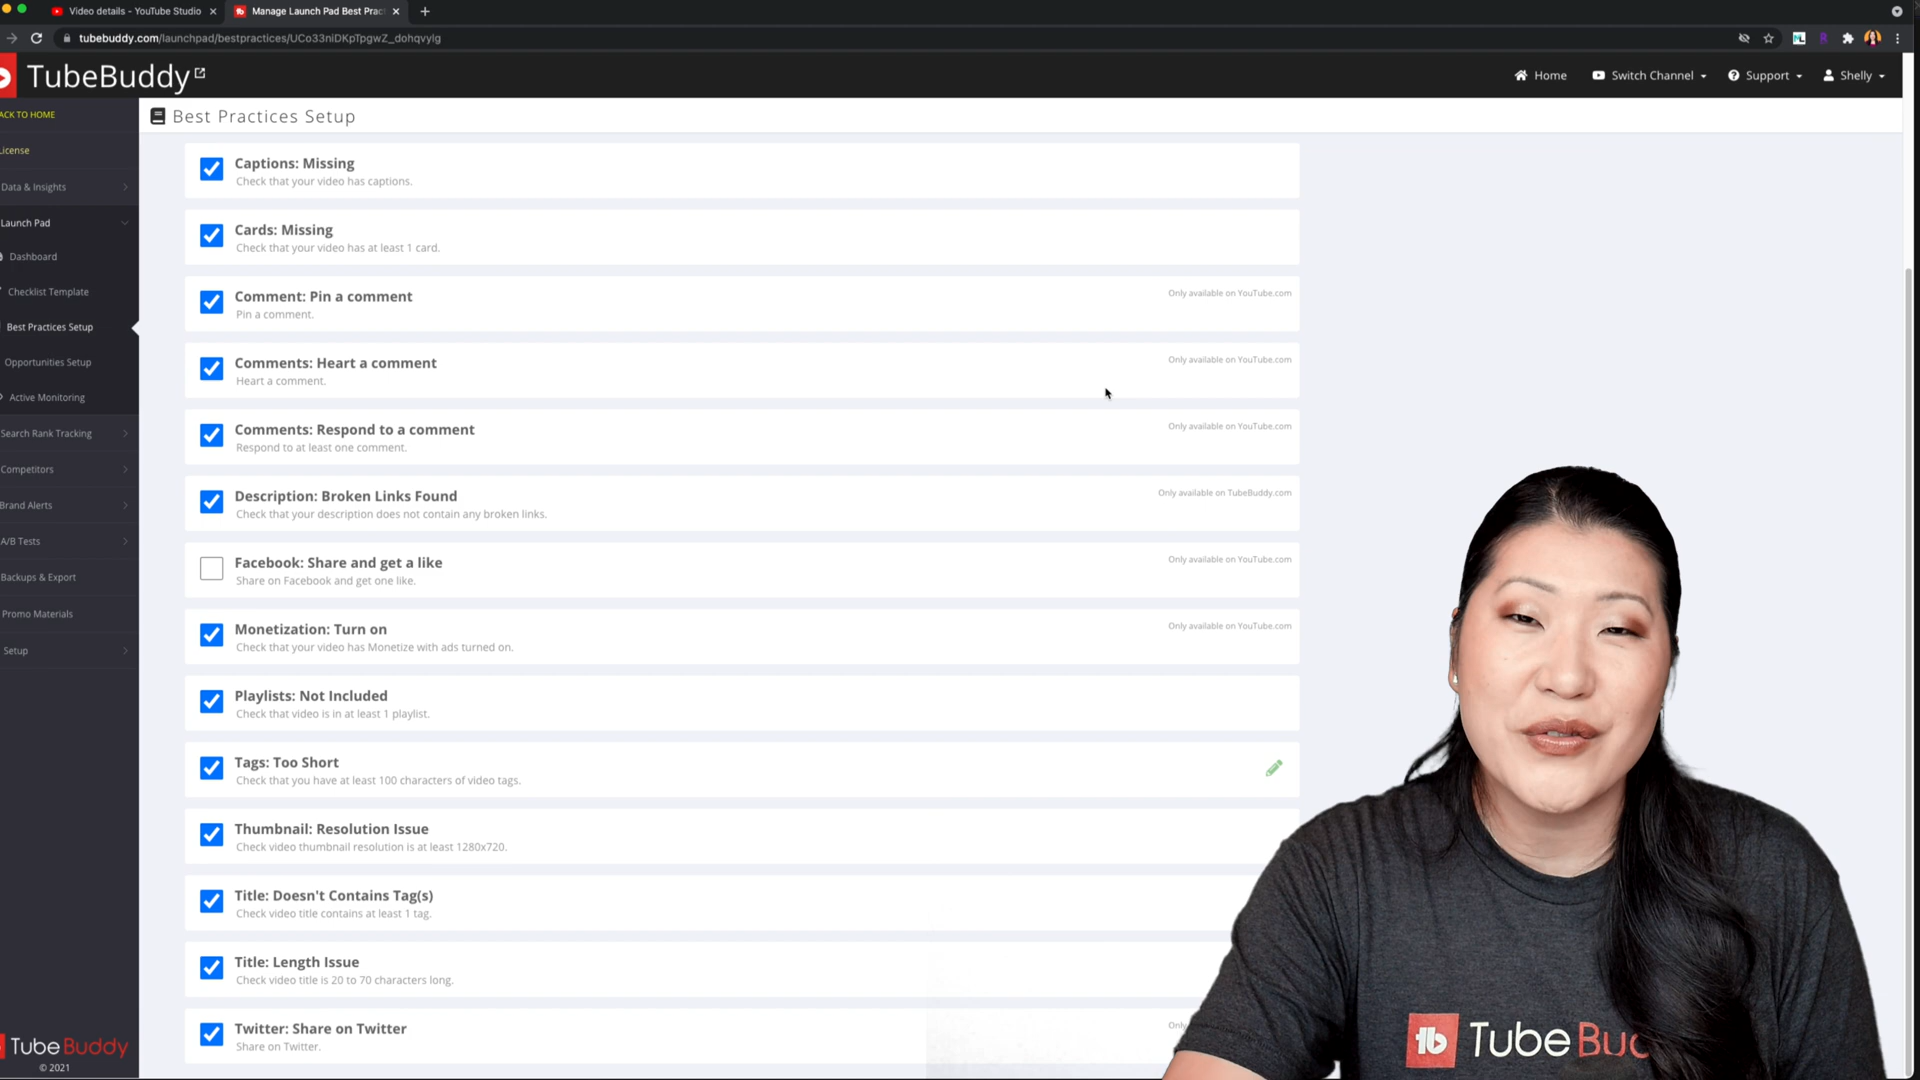 Video details - YouTube Studio
Manage Launch Pad Best Prac
tubebuddy.com/launchpad/bestpractices/UCo33niDKpTpgwZ_dohqvylg
TubeBuddy
Home
Switch Channel
Support
Shelly
ACK TO HOME
License
Data & Insights
Launch Pad
Dashboard
Checklist Template
Best Practices Setup
Opportunities Setup
Active Monitoring
Search Rank Tracking
Competitors
Brand Alerts
A/B Tests
Backups & Export
Promo Materials
Setup
TubeBuddy
© 2021
Best Practices Setup
Captions: Missing
Check that your video has captions.
Cards: Missing
Check that your video has at least 1 card.
Comment: Pin a comment
Only available on YouTube.com
Pin a comment.
Comments: Heart a comment
Only available on YouTube.com
Heart a comment.
Comments: Respond to a comment
Only available on YouTube.com
Respond to at least one comment.
Description: Broken Links Found
Only available on TubeBuddy.com
Check that your description does not contain any broken links.
Facebook: Share and get a like
Only available on YouTube.com
Share on Facebook and get one like.
Monetization: Turn on
Only available on YouTube.com
Check that your video has Monetize with ads turned on.
Playlists: Not Included
Check that video is in at least 1 playlist.
Tags: Too Short
Check that you have at least 100 characters of video tags.
Thumbnail: Resolution Issue
Check video thumbnail resolution is at least 1280x720.
Title: Doesn't Contains Tag(s)
Check video title contains at least 1 tag.
Title: Length Issue
Check video title is 20 to 70 characters long.
Twitter: Share on Twitter
Only
Share on Twitter.
TubeBud